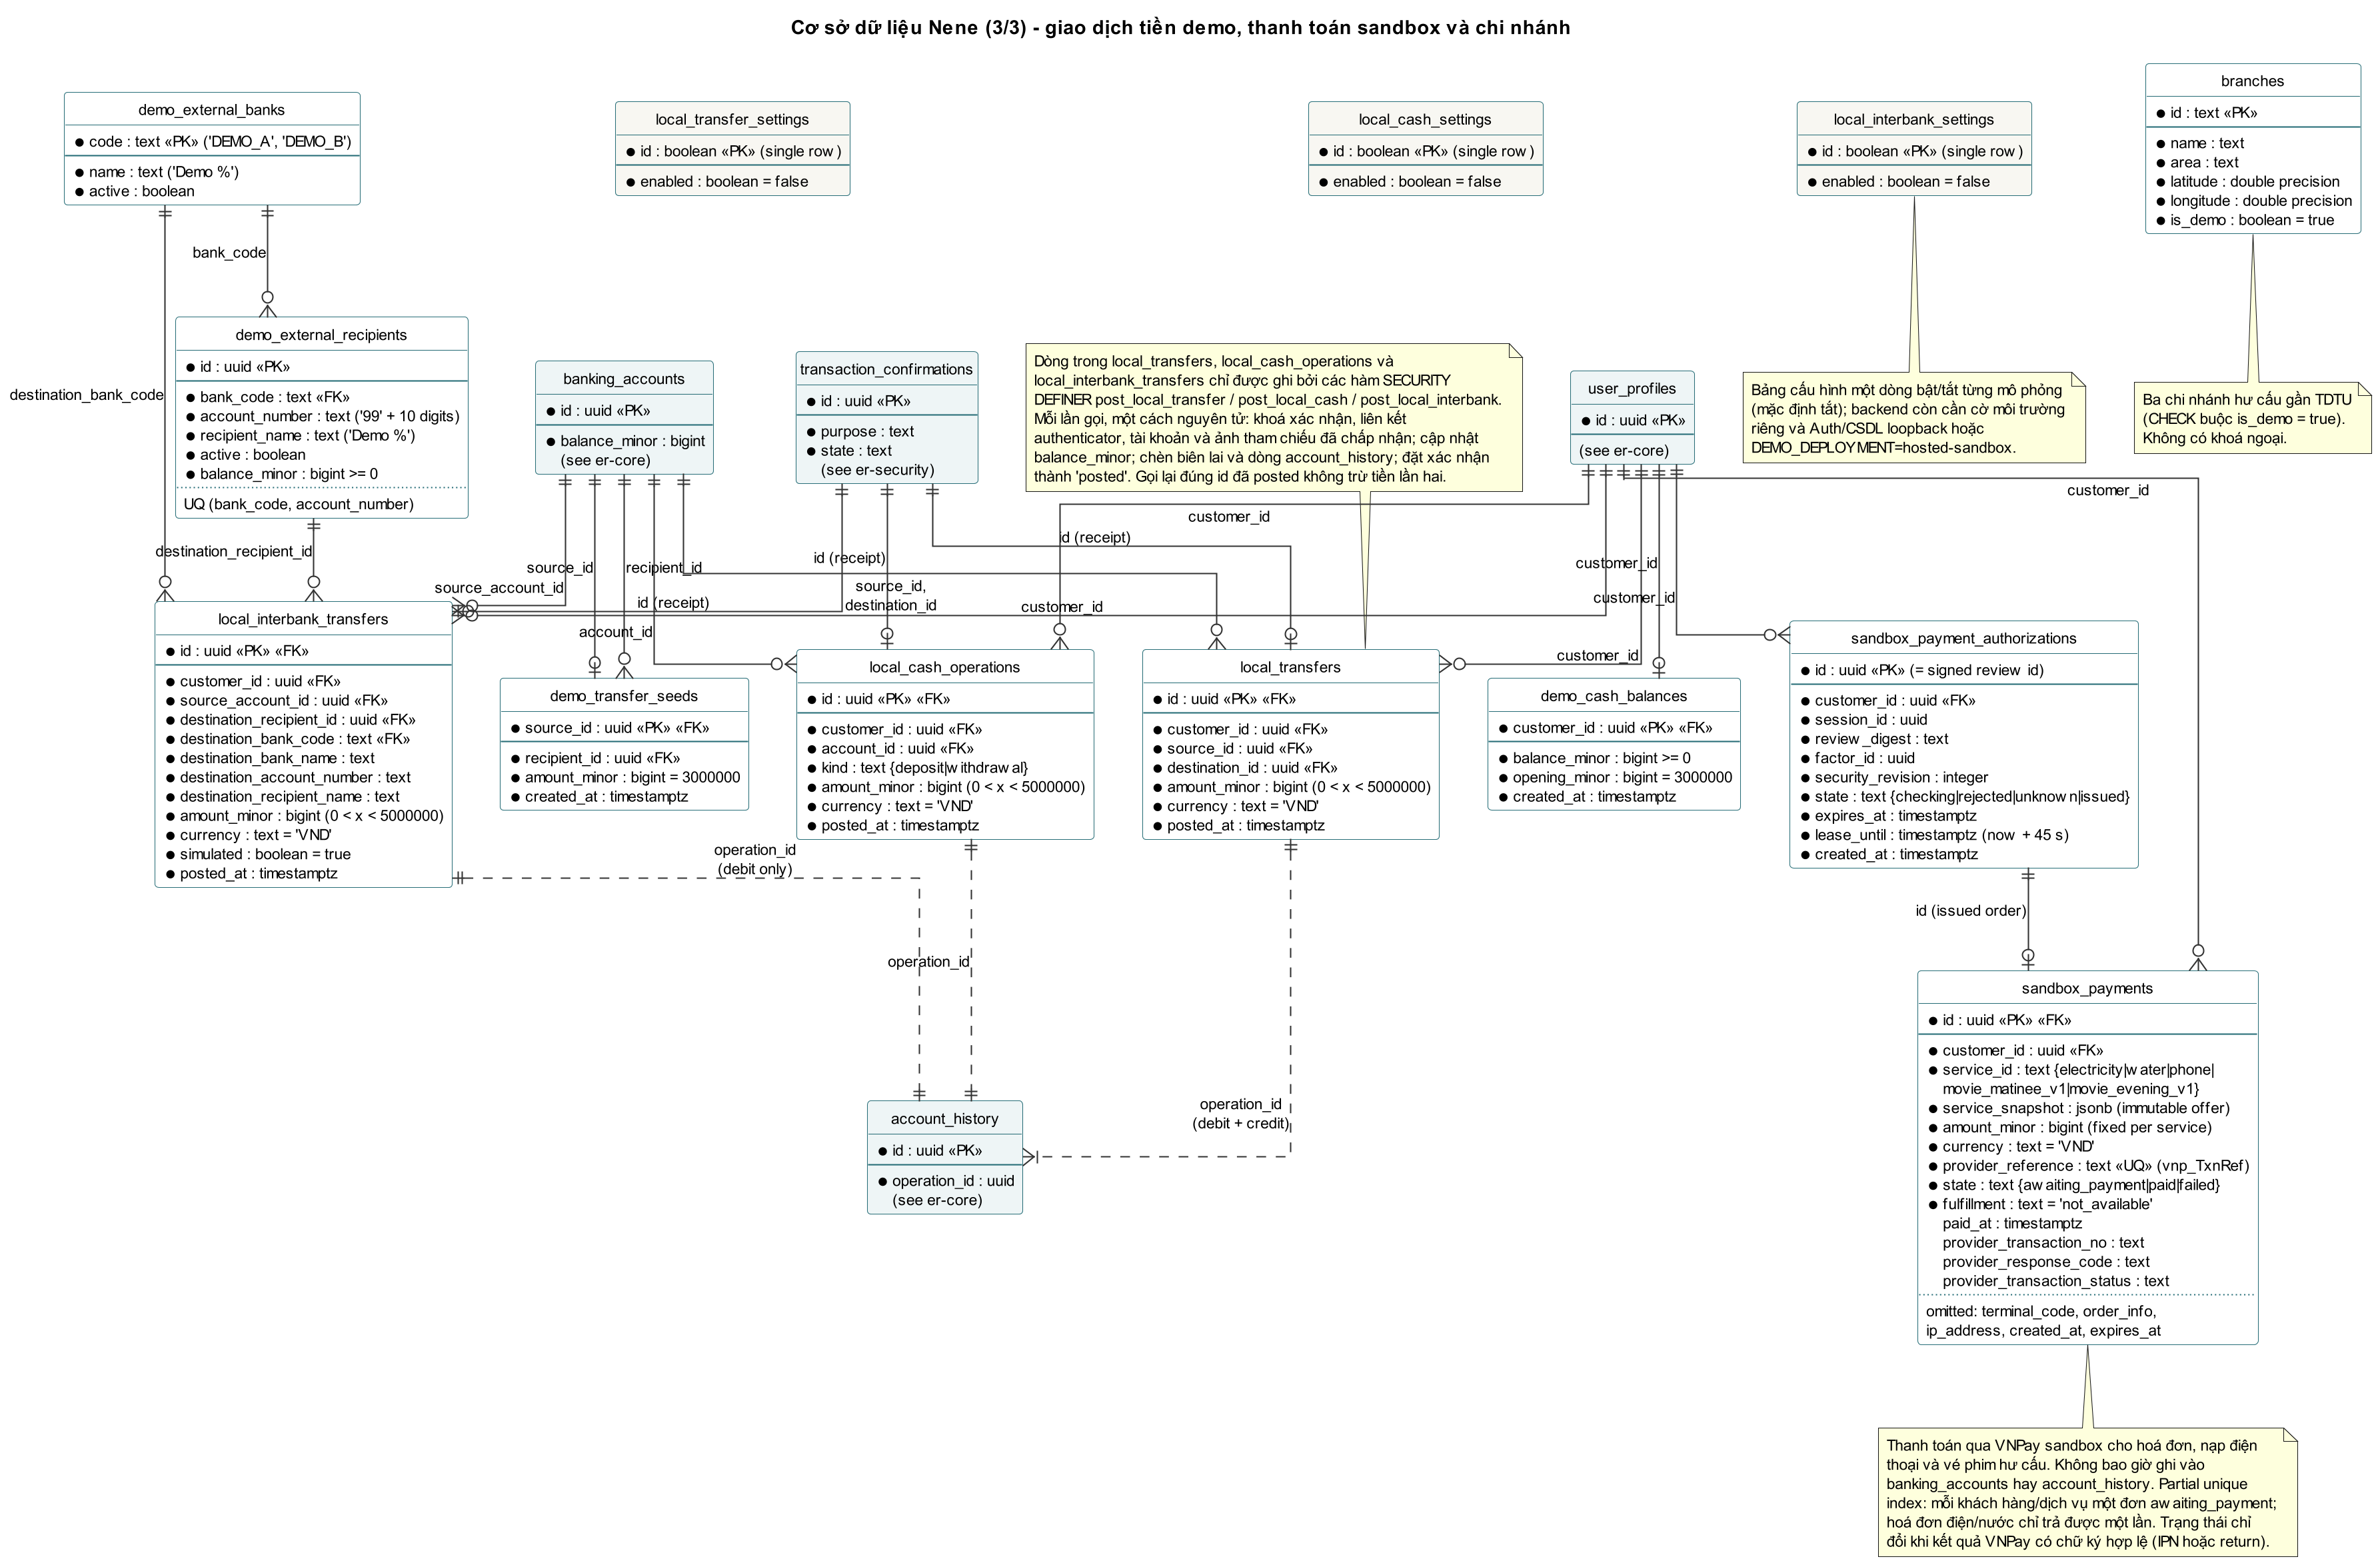 Cơ sở dữ liệu Nene (3/3) - giao dịch tiền demo, thanh toán sandbox và chi nhánh
demo_external_banks
code : text «PK» ('DEMO_A', 'DEMO_B')
name : text ('Demo %')
active : boolean
local_transfer_settings
id : boolean «PK» (single row)
enabled : boolean = false
local_cash_settings
id : boolean «PK» (single row)
enabled : boolean = false
local_interbank_settings
id : boolean «PK» (single row)
enabled : boolean = false
branches
id : text «PK»
name : text
area : text
latitude : double precision
longitude : double precision
is_demo : boolean = true
bank_code
destination_bank_code
demo_external_recipients
id : uuid «PK»
bank_code : text «FK»
account_number : text ('99' + 10 digits)
recipient_name : text ('Demo %')
active : boolean
balance_minor : bigint >= 0
UQ (bank_code, account_number)
banking_accounts
id : uuid «PK»
balance_minor : bigint
(see er-core)
transaction_confirmations
id : uuid «PK»
purpose : text
state : text
(see er-security)
Dòng trong local_transfers, local_cash_operations và
local_interbank_transfers chỉ được ghi bởi các hàm SECURITY
DEFINER post_local_transfer / post_local_cash / post_local_interbank.
Mỗi lần gọi, một cách nguyên tử: khoá xác nhận, liên kết
authenticator, tài khoản và ảnh tham chiếu đã chấp nhận; cập nhật
balance_minor; chèn biên lai và dòng account_history; đặt xác nhận
thành 'posted'. Gọi lại đúng id đã posted không trừ tiền lần hai.
user_profiles
id : uuid «PK»
(see er-core)
Bảng cấu hình một dòng bật/tắt từng mô phỏng
(mặc định tắt); backend còn cần cờ môi trường
riêng và Auth/CSDL loopback hoặc
DEMO_DEPLOYMENT=hosted-sandbox.
Ba chi nhánh hư cấu gần TDTU
(CHECK buộc is_demo = true).
Không có khoá ngoại.
destination_recipient_id
source_account_id
source_id
recipient_id
account_id
id (receipt)
id (receipt)
id (receipt)
source_id,
destination_id
customer_id
customer_id
customer_id
customer_id
customer_id
customer_id
local_interbank_transfers
id : uuid «PK» «FK»
customer_id : uuid «FK»
source_account_id : uuid «FK»
destination_recipient_id : uuid «FK»
destination_bank_code : text «FK»
destination_bank_name : text
destination_account_number : text
destination_recipient_name : text
amount_minor : bigint (0 < x < 5000000)
currency : text = 'VND'
simulated : boolean = true
posted_at : timestamptz
demo_transfer_seeds
source_id : uuid «PK» «FK»
recipient_id : uuid «FK»
amount_minor : bigint = 3000000
created_at : timestamptz
local_cash_operations
id : uuid «PK» «FK»
customer_id : uuid «FK»
account_id : uuid «FK»
kind : text {deposit|withdrawal}
amount_minor : bigint (0 < x < 5000000)
currency : text = 'VND'
posted_at : timestamptz
local_transfers
id : uuid «PK» «FK»
customer_id : uuid «FK»
source_id : uuid «FK»
destination_id : uuid «FK»
amount_minor : bigint (0 < x < 5000000)
currency : text = 'VND'
posted_at : timestamptz
demo_cash_balances
customer_id : uuid «PK» «FK»
balance_minor : bigint >= 0
opening_minor : bigint = 3000000
created_at : timestamptz
sandbox_payment_authorizations
id : uuid «PK» (= signed review id)
customer_id : uuid «FK»
session_id : uuid
review_digest : text
factor_id : uuid
security_revision : integer
state : text {checking|rejected|unknown|issued}
expires_at : timestamptz
lease_until : timestamptz (now + 45 s)
created_at : timestamptz
operation_id
(debit only)
operation_id
operation_id
(debit + credit)
id (issued order)
account_history
id : uuid «PK»
operation_id : uuid
(see er-core)
sandbox_payments
id : uuid «PK» «FK»
customer_id : uuid «FK»
service_id : text {electricity|water|phone|
movie_matinee_v1|movie_evening_v1}
service_snapshot : jsonb (immutable offer)
amount_minor : bigint (fixed per service)
currency : text = 'VND'
provider_reference : text «UQ» (vnp_TxnRef)
state : text {awaiting_payment|paid|failed}
fulfillment : text = 'not_available'
paid_at : timestamptz
provider_transaction_no : text
provider_response_code : text
provider_transaction_status : text
omitted: terminal_code, order_info,
ip_address, created_at, expires_at
Thanh toán qua VNPay sandbox cho hoá đơn, nạp điện
thoại và vé phim hư cấu. Không bao giờ ghi vào
banking_accounts hay account_history. Partial unique
index: mỗi khách hàng/dịch vụ một đơn awaiting_payment;
hoá đơn điện/nước chỉ trả được một lần. Trạng thái chỉ
đổi khi kết quả VNPay có chữ ký hợp lệ (IPN hoặc return).